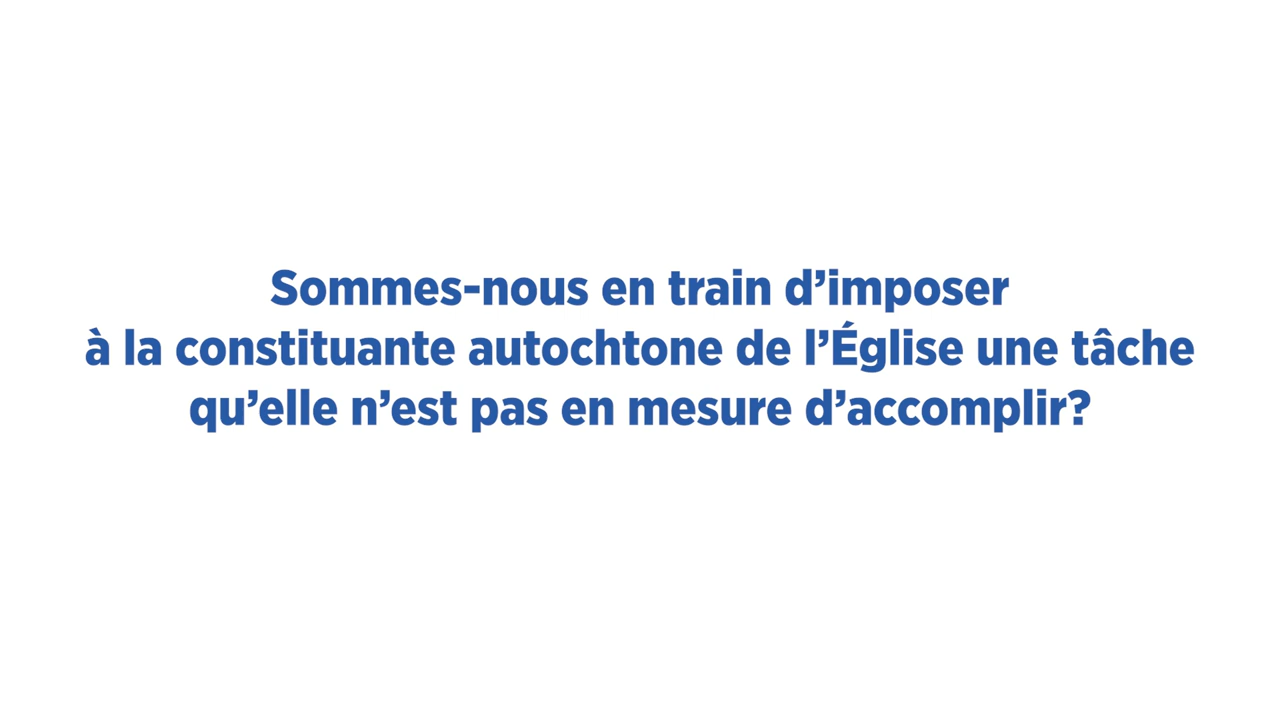 Sommes-nous en train d’imposer
à la constituante autochtone de l’Église une tâche
qu’elle n’est pas en mesure d’accomplir?